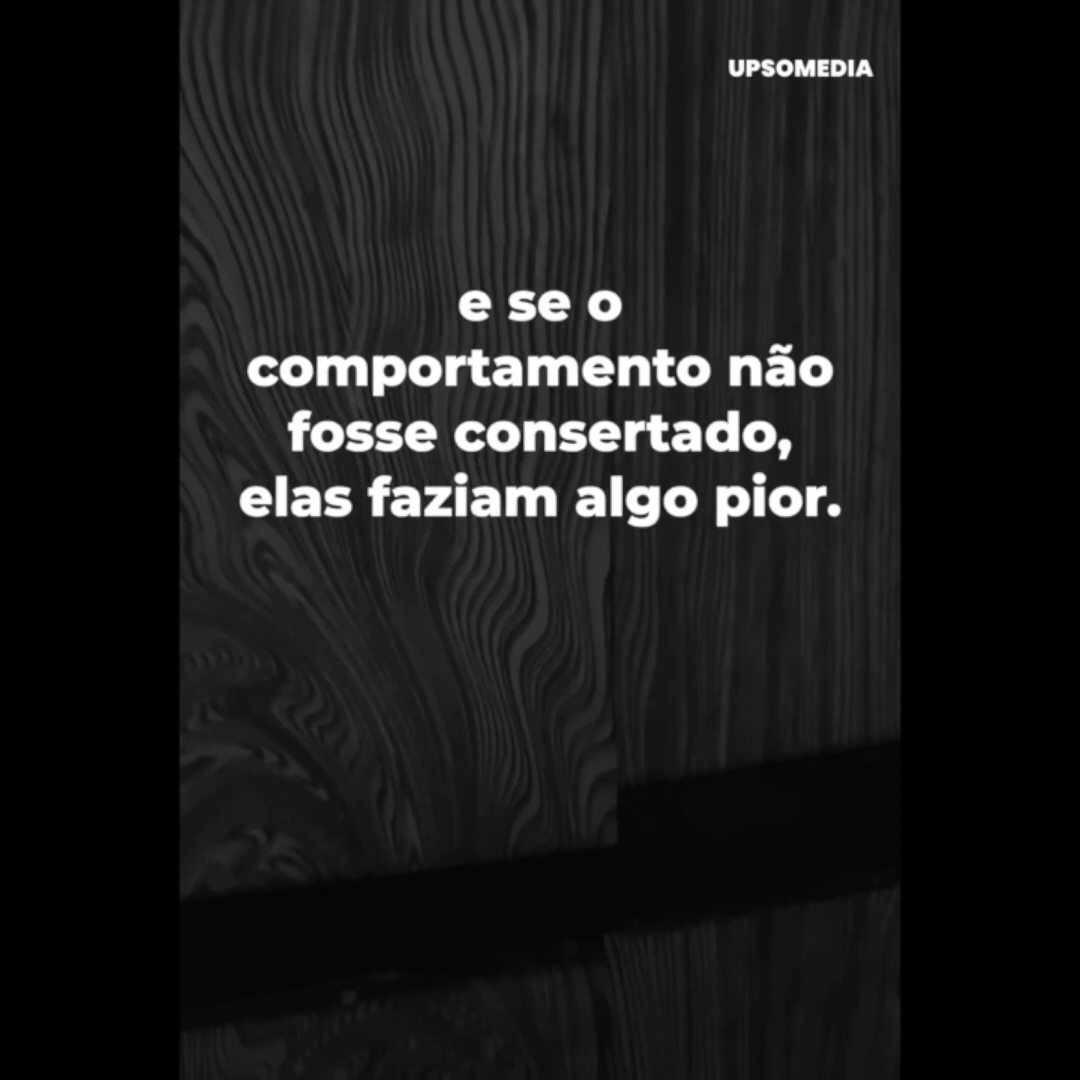 UPSOMEDIA
e se o
comportamento não
fosse consertado,
elas faziam algo pior.